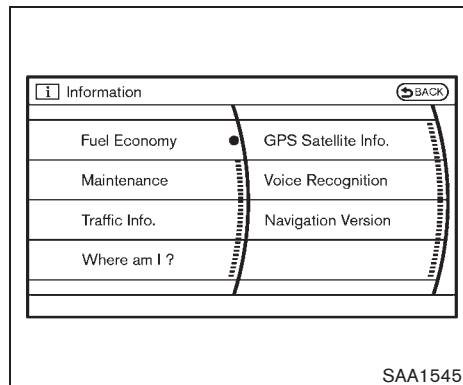 i Information BACK
Fuel Economy GPS Satellite Info.
Maintenance Voice Recognition
Traffic Info. Navigation Version
Where am I ?
SAA1545